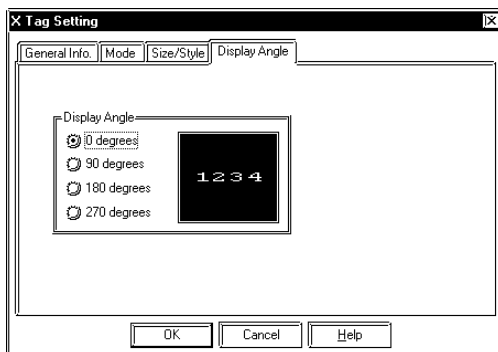 X Tag Setting
General Info. Mode Size/Style Display Angle
Display Angle
0 degrees
90 degrees
180 degrees
270 degrees
1234
OK Cancel Help